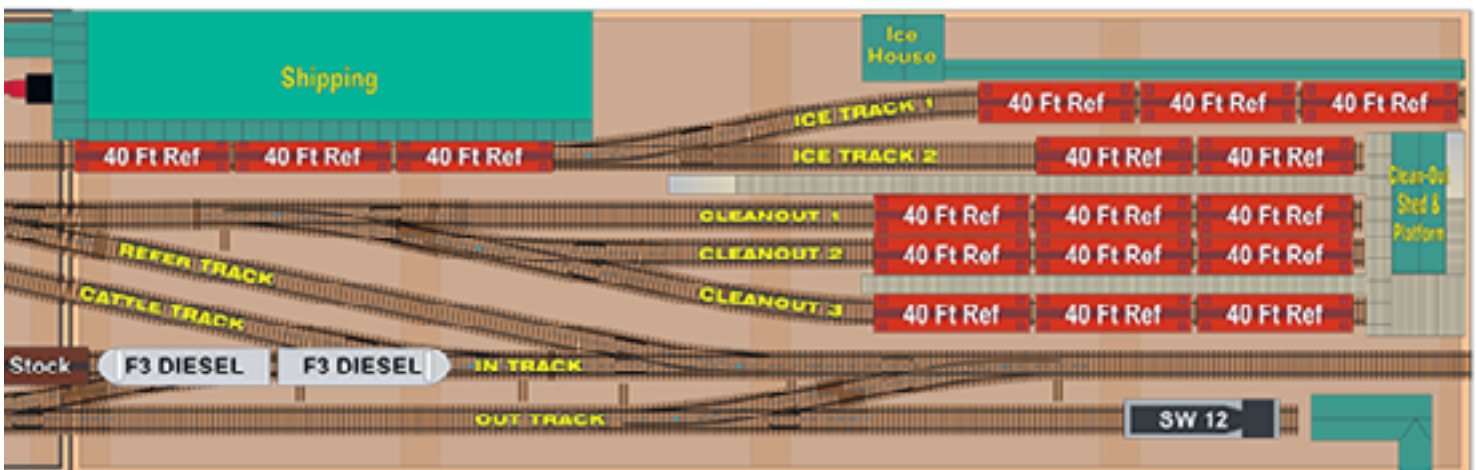 Shipping
Ice
House
ICE TRACK 1
40 Ft Ref 40 Ft Ref 40 Ft Ref
40 Ft Ref 40 Ft Ref 40 Ft Ref
ICE TRACK 2
40 Ft Ref 40 Ft Ref
Clean-Out
Shed &
Platform
CLEANOUT 1
40 Ft Ref 40 Ft Ref 40 Ft Ref
REFER TRACK
CLEANOUT 2
40 Ft Ref 40 Ft Ref 40 Ft Ref
CATTLE TRACK
CLEANOUT 3
40 Ft Ref 40 Ft Ref 40 Ft Ref
Stock
F3 DIESEL
F3 DIESEL
IN TRACK
OUT TRACK
SW 12